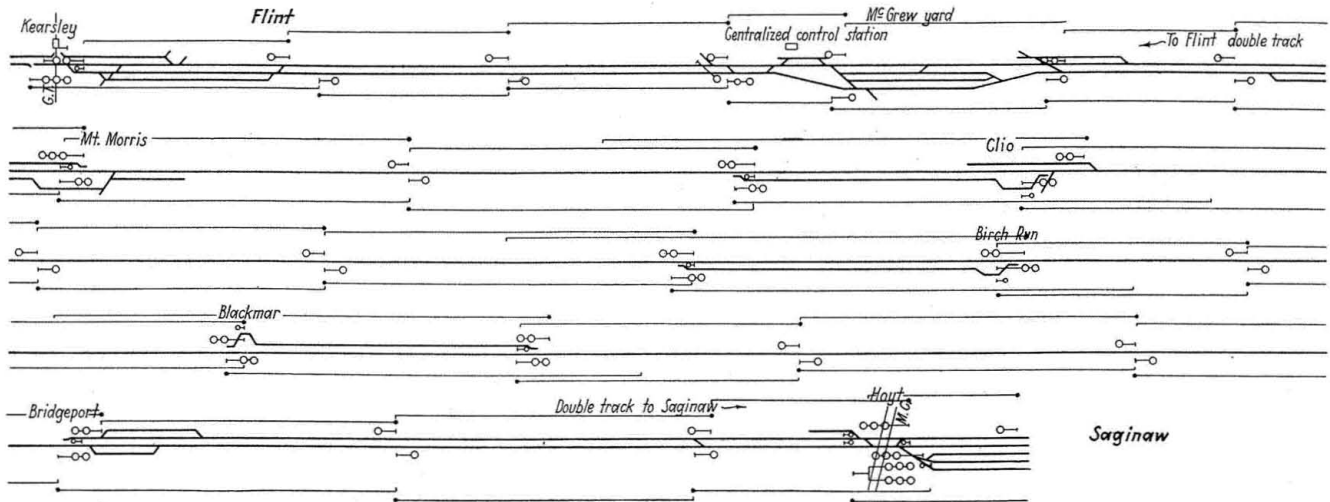 Flint
Kearsley
McGrew yard
Centralized control station
To Flint double track
G.T.
Mt. Morris
Clio
Birch Run
Blackmar
Bridgeport
Double track to Saginaw
Hoyt
M.C.
Saginaw